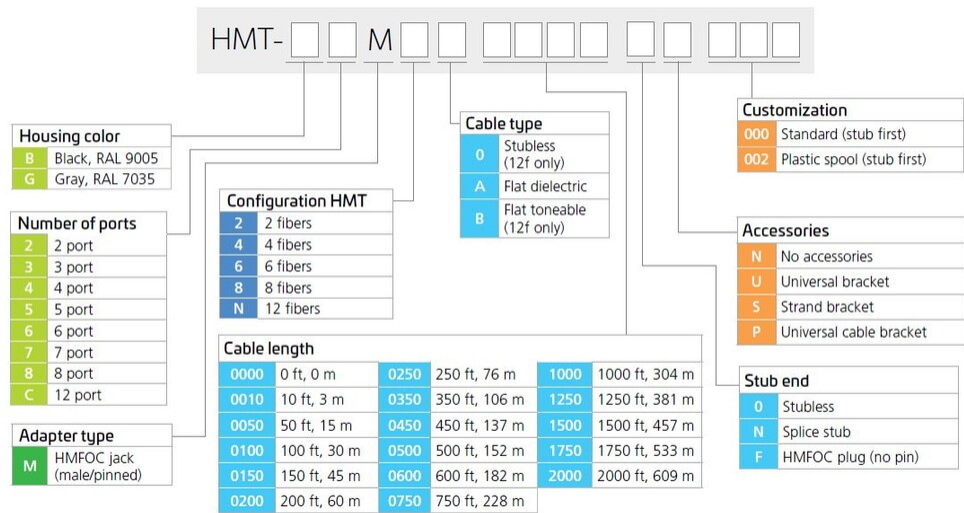 HMT- M
Housing color
B Black, RAL 9005
G Gray, RAL 7035
Number of ports
2 2 port
3 3 port
4 4 port
5 5 port
6 6 port
7 7 port
8 8 port
C 12 port
Adapter type
M HMFOC jack
(male/pinned)
Configuration HMT
2 2 fibers
4 4 fibers
6 6 fibers
8 8 fibers
N 12 fibers
Cable type
0 Stubless
(12f only)
A Flat dielectric
B Flat toneable
(12f only)
Cable length
0000 0 ft, 0 m 0250 250 ft, 76 m 1000 1000 ft, 304 m
0010 10 ft, 3 m 0350 350 ft, 106 m 1250 1250 ft, 381 m
0050 50 ft, 15 m 0450 450 ft, 137 m 1500 1500 ft, 457 m
0100 100 ft, 30 m 0500 500 ft, 152 m 1750 1750 ft, 533 m
0150 150 ft, 45 m 0600 600 ft, 182 m 2000 2000 ft, 609 m
0200 200 ft, 60 m 0750 750 ft, 228 m
Customization
000 Standard (stub first)
002 Plastic spool (stub first)
Accessories
N No accessories
U Universal bracket
S Strand bracket
P Universal cable bracket
Stub end
0 Stubless
N Splice stub
F HMFOC plug (no pin)